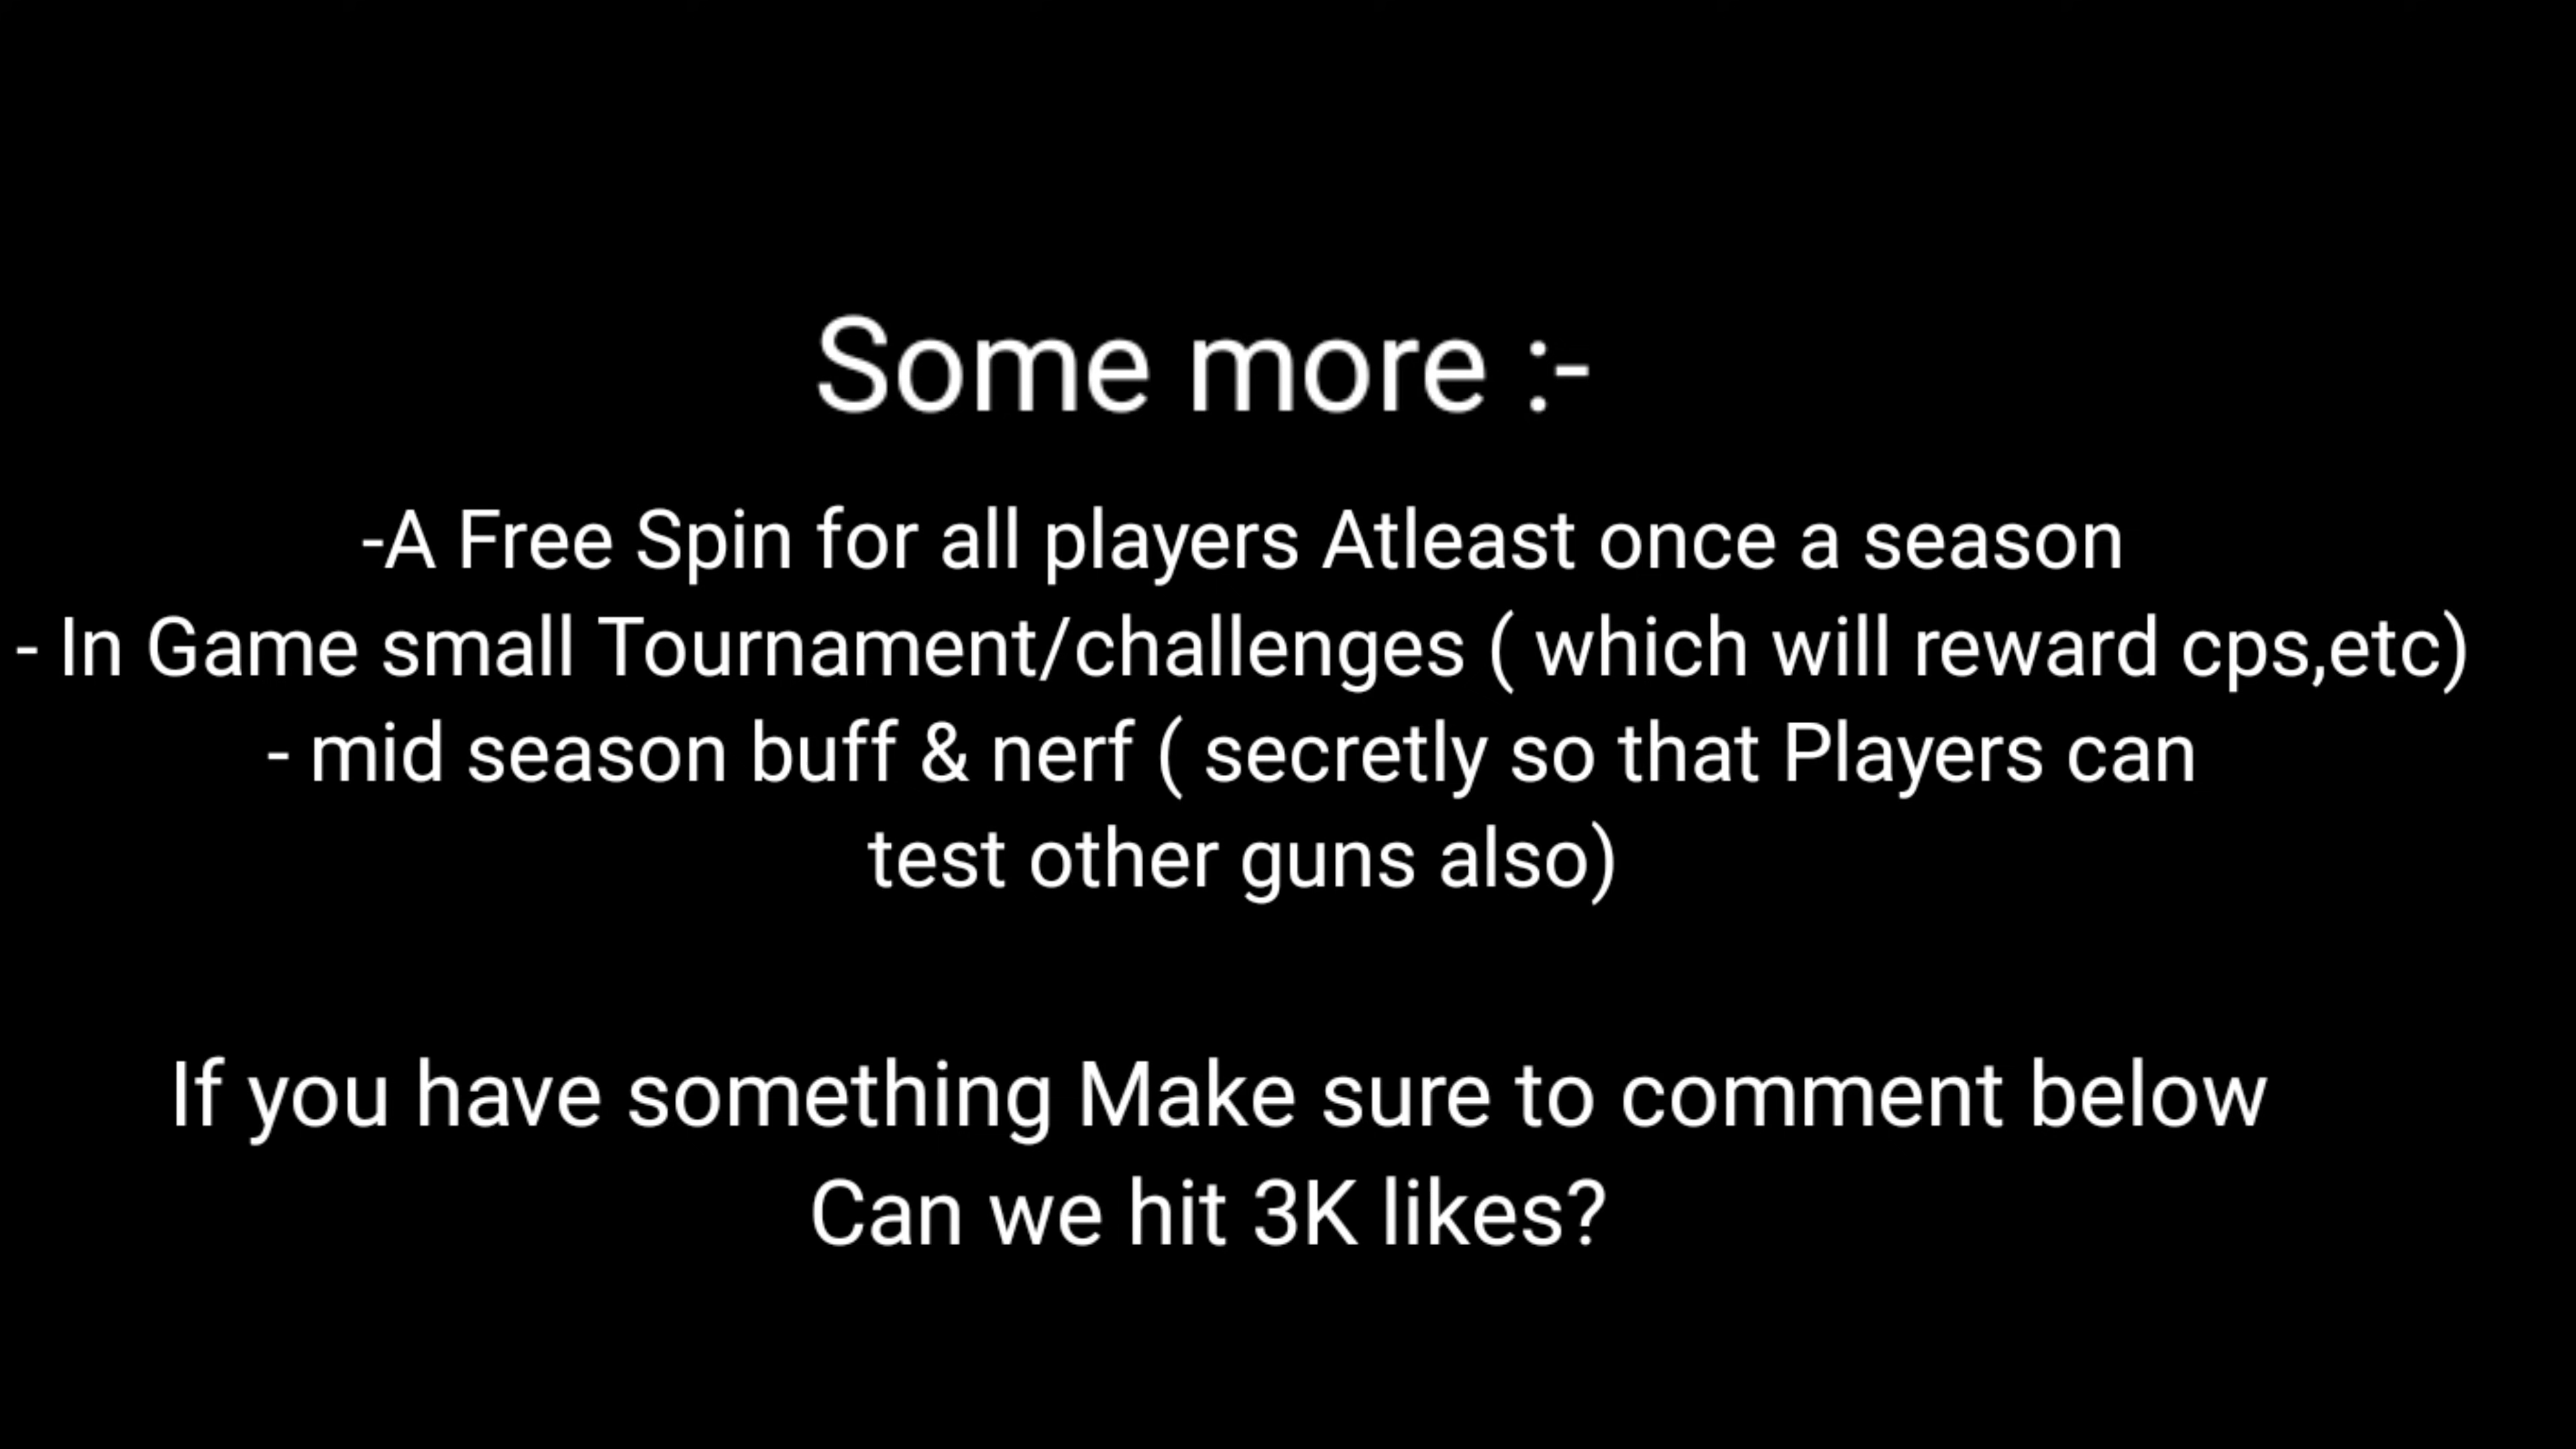 Some more :-
-A Free Spin for all players Atleast once a season
- In Game small Tournament/challenges ( which will reward cps,etc)
- mid season buff & nerf ( secretly so that Players can
test other guns also)
If you have something Make sure to comment below
Can we hit 3K likes?